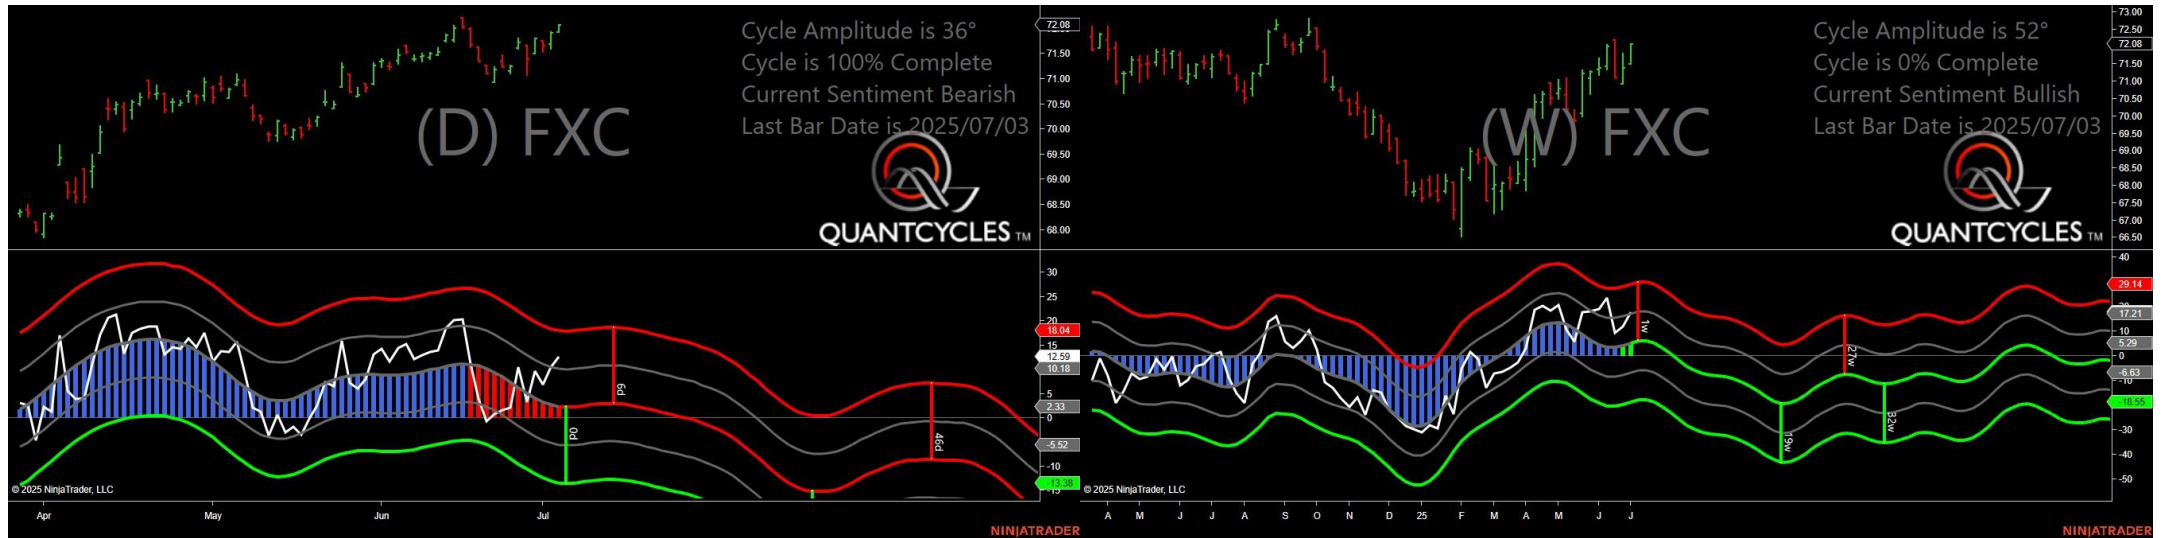 Cycle Amplitude is 36°
Cycle is 100% Complete
Current Sentiment Bearish
Last Bar Date is 2025/07/03
(D) FXC
QUANTCYCLES TM
72.08
71.50
71.00
70.50
70.00
69.50
69.00
68.50
68.00
30
25
20
18.04
15
12.59
10.18
5
2.33
0
-5.52
-10
-13.38
-15
6d
0d
46d
© 2025 NinjaTrader, LLC
Apr May Jun Jul
NINJATRADER
Cycle Amplitude is 52°
Cycle is 0% Complete
Current Sentiment Bullish
Last Bar Date is 2025/07/03
(W) FXC
QUANTCYCLES TM
73.00
72.50
72.08
71.50
71.00
70.50
70.00
69.50
69.00
68.50
68.00
67.50
67.00
66.50
40
29.14
20
17.21
10
5.29
0
-6.63
-10
-18.55
-30
-40
-50
1w
27w
19w
32w
© 2025 NinjaTrader, LLC
A M J J A S O N D 25 F M A M J J
NINJATRADER